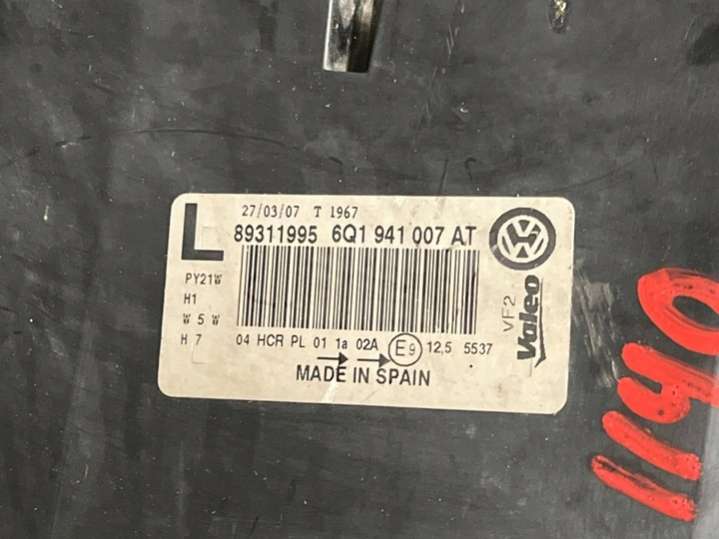 27/03/07 T 1967
L 89311995 6Q1 941 007 AT
PY21W
H1
W 5 W
H 7
04 HCR PL 01 1a 02A E9 12,5 5537
MADE IN SPAIN
VF2
Valeo
VW
1140